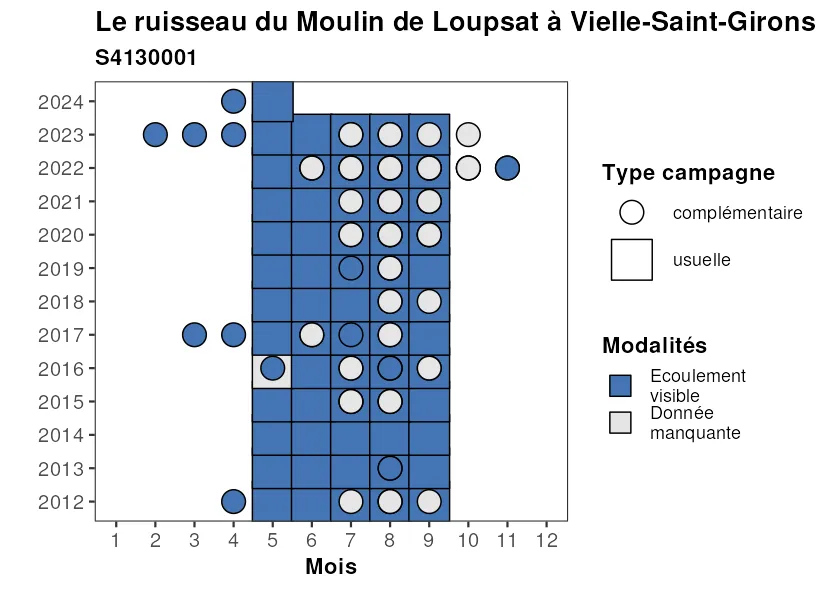 Le ruisseau du Moulin de Loupsat à Vielle-Saint-Girons
S4130001
2024
2023
2022
2021
2020
2019
2018
2017
2016
2015
2014
2013
2012
1 2 3 4 5 6 7 8 9 10 11 12
Mois
Type campagne
complémentaire
usuelle
Modalités
Ecoulement
visible
Donnée
manquante